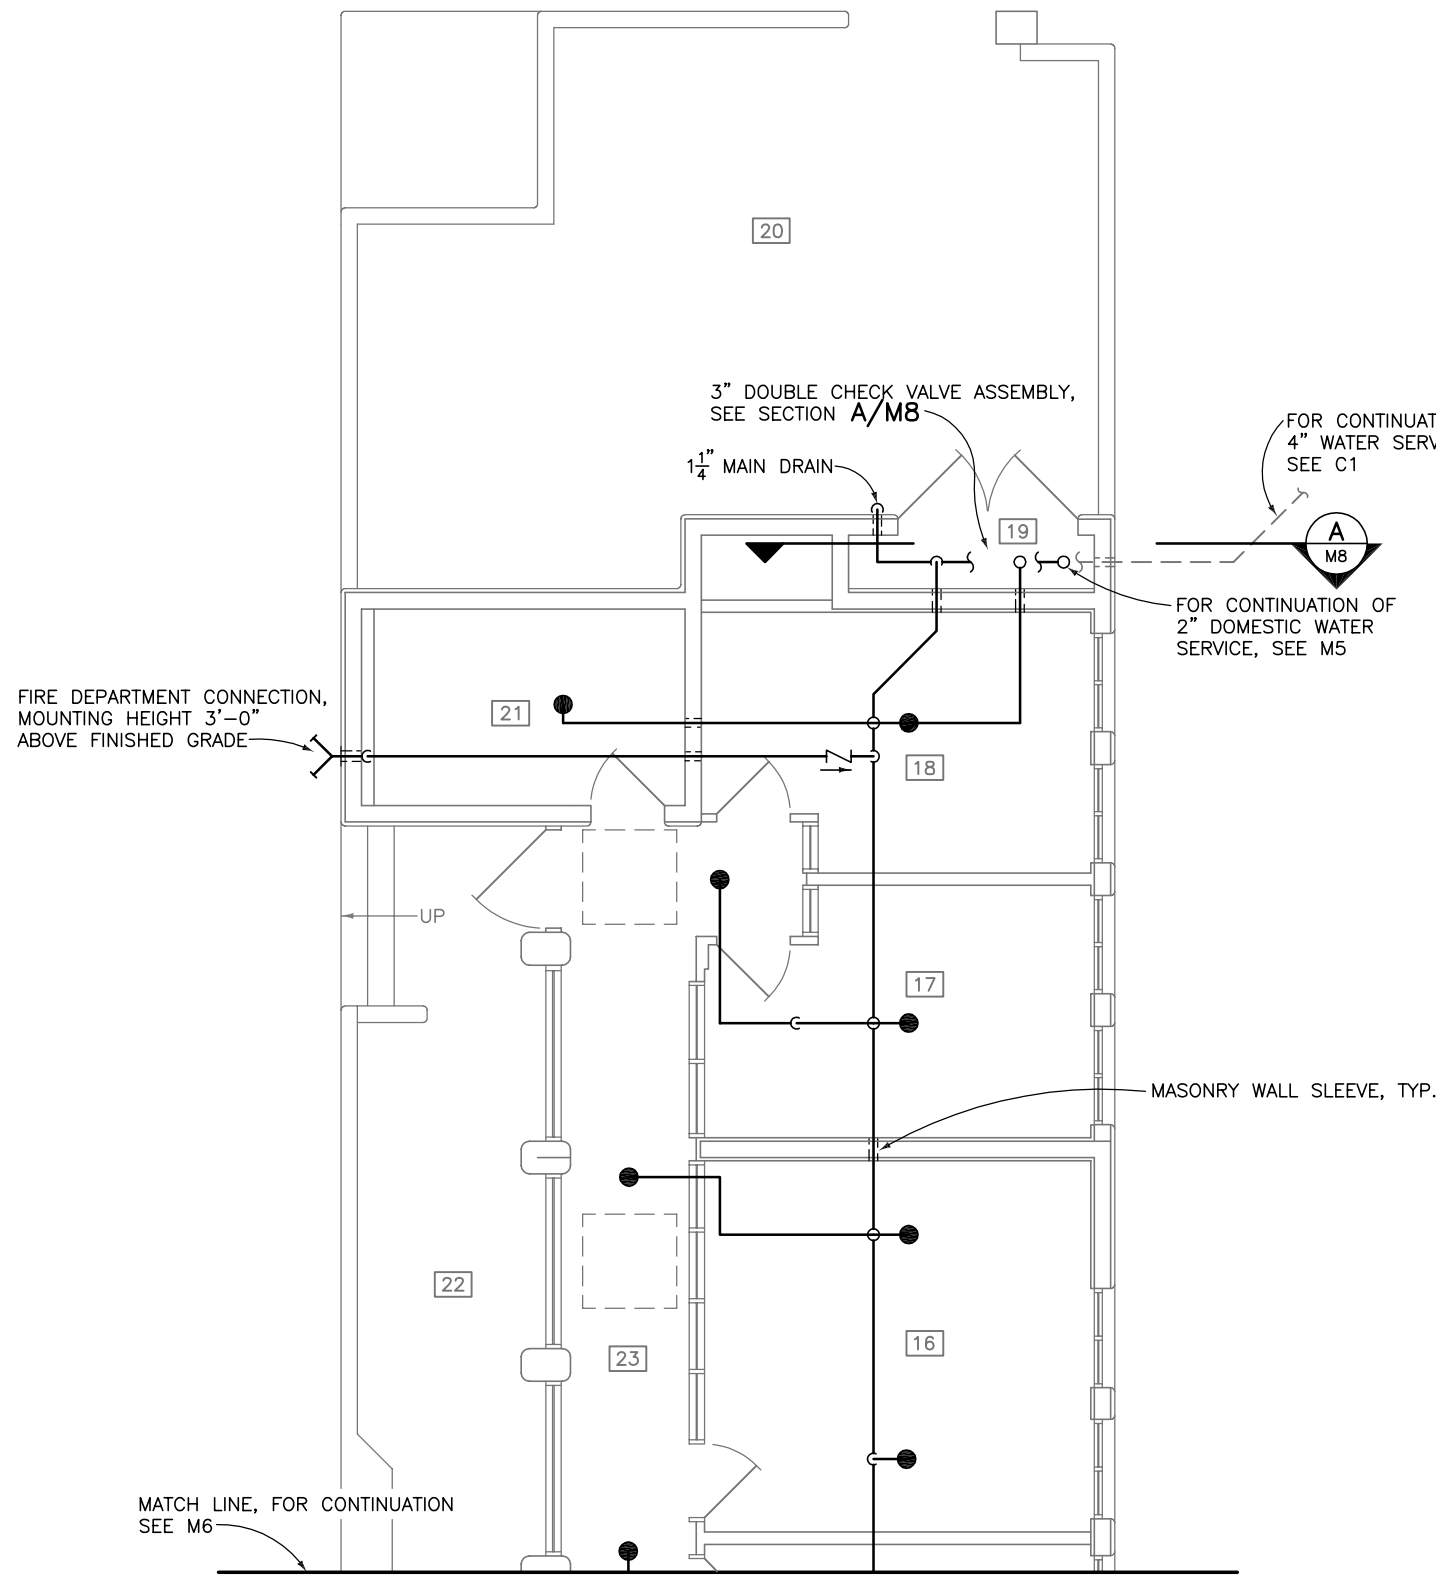 20
3” DOUBLE CHECK VALVE ASSEMBLY,
SEE SECTION A/M8
1 1/4” MAIN DRAIN
FOR CONTINUAT
4” WATER SERV
SEE C1
19
A
M8
FOR CONTINUATION OF
2” DOMESTIC WATER
SERVICE, SEE M5
FIRE DEPARTMENT CONNECTION,
MOUNTING HEIGHT 3’-0”
ABOVE FINISHED GRADE
21
18
UP
17
MASONRY WALL SLEEVE, TYP.
22
16
23
MATCH LINE, FOR CONTINUATION
SEE M6